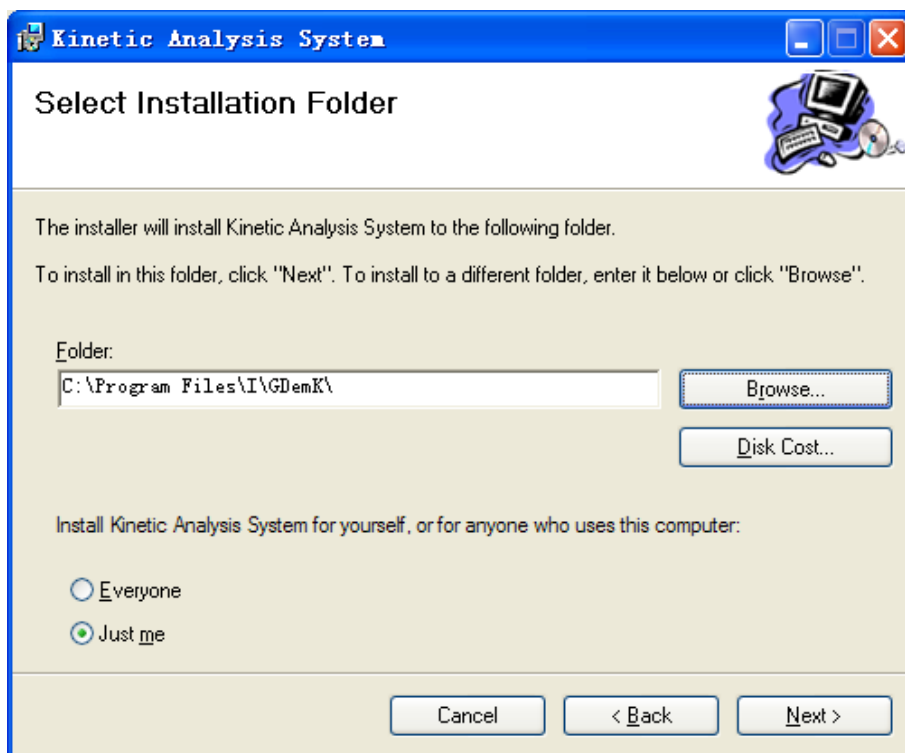 Kinetic Analysis System
Select Installation Folder
The installer will install Kinetic Analysis System to the following folder.
To install in this folder, click "Next". To install to a different folder, enter it below or click "Browse".
Folder:
C:\Program Files\I\GDemK\
Browse...
Disk Cost...
Install Kinetic Analysis System for yourself, or for anyone who uses this computer:
Everyone
Just me
Cancel
< Back
Next >